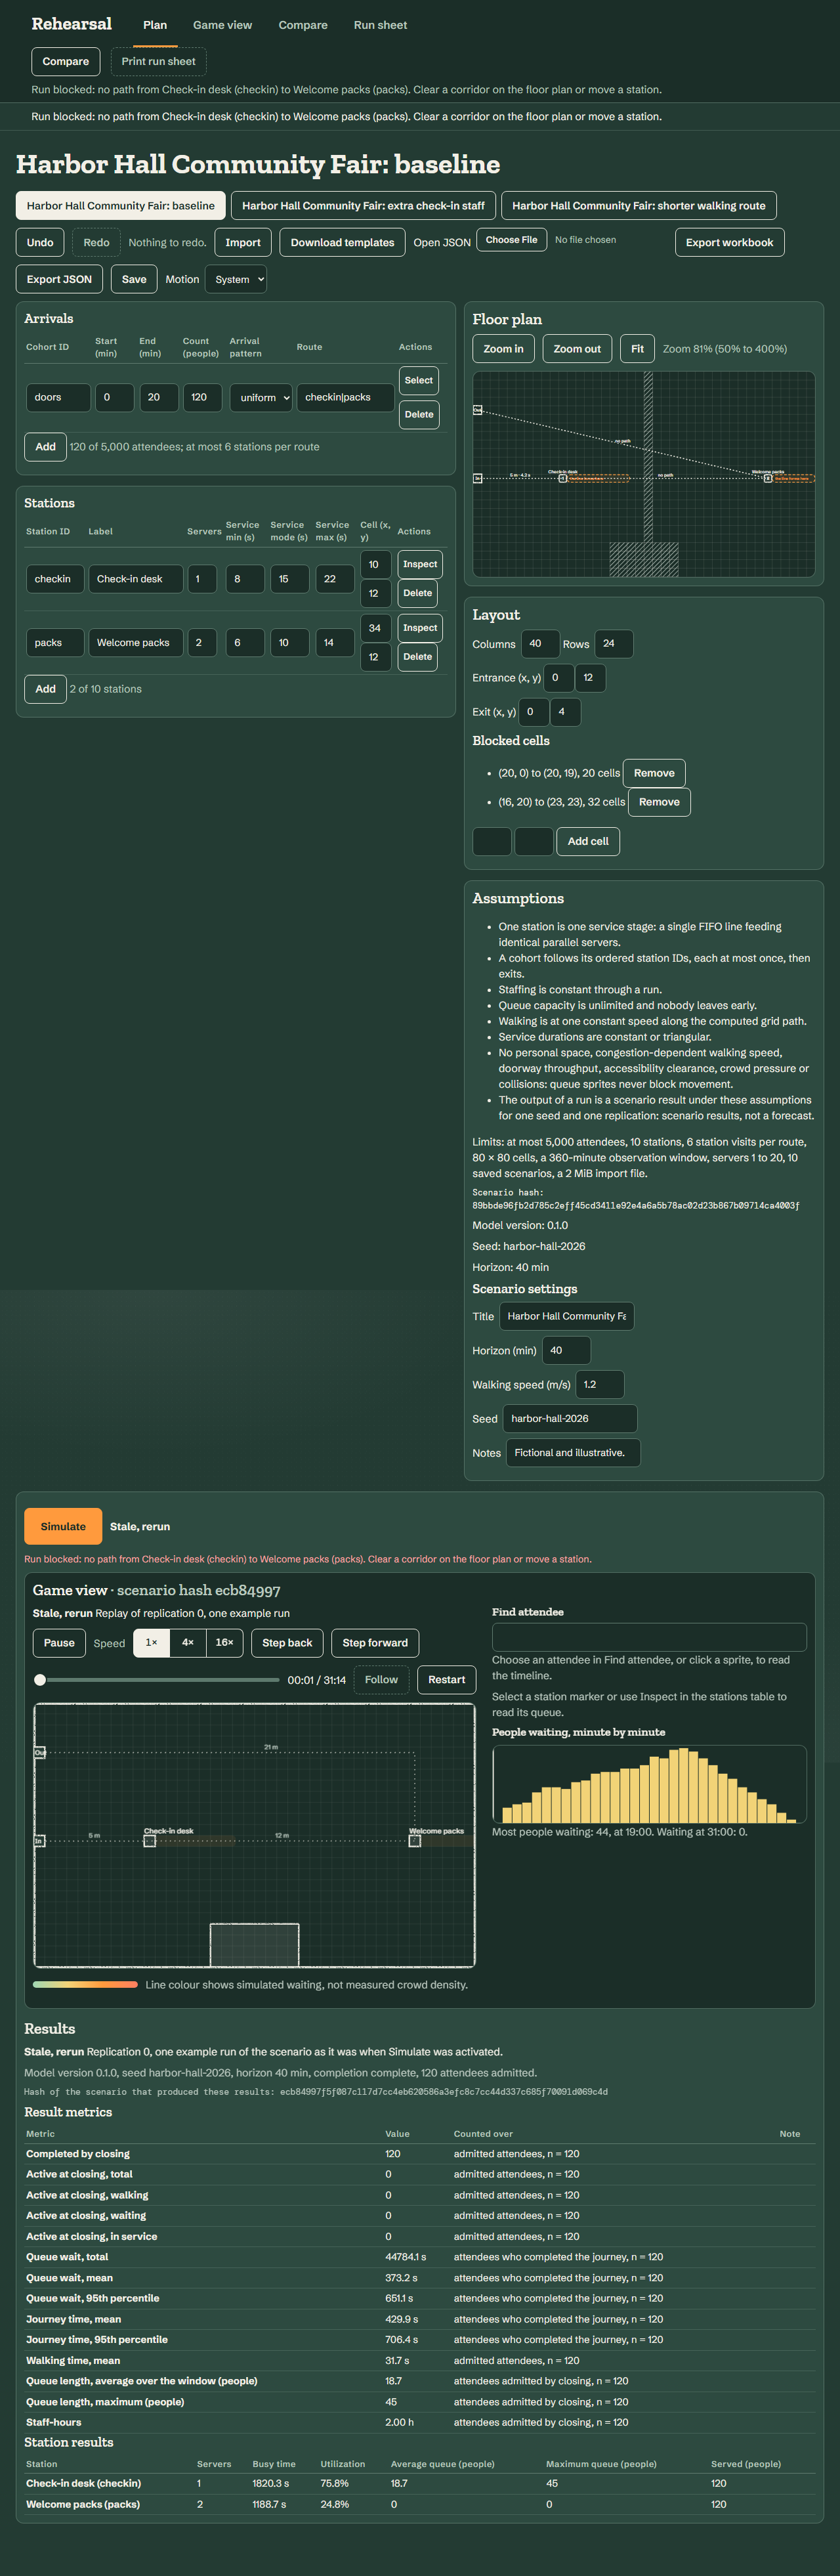 Rehearsal
Plan
Game view
Compare
Run sheet
Compare
Print run sheet
Run blocked: no path from Check-in desk (checkin) to Welcome packs (packs). Clear a corridor on the floor plan or move a station.
Run blocked: no path from Check-in desk (checkin) to Welcome packs (packs). Clear a corridor on the floor plan or move a station.
Harbor Hall Community Fair: baseline
Harbor Hall Community Fair: baseline
Harbor Hall Community Fair: extra check-in staff
Harbor Hall Community Fair: shorter walking route
Undo
Redo
Nothing to redo.
Import
Download templates
Open JSON
Choose File
No file chosen
Export workbook
Export JSON
Save
Motion
System
Arrivals
Cohort ID
Start (min)
End (min)
Count (people)
Arrival pattern
Route
Actions
doors
0
20
120
uniform
checkin|packs
Select
Delete
Add
120 of 5,000 attendees; at most 6 stations per route
Stations
Station ID
Label
Servers
Service min (s)
Service mode (s)
Service max (s)
Cell (x, y)
Actions
checkin
Check-in desk
1
8
15
22
10
12
Inspect
Delete
packs
Welcome packs
2
6
10
14
34
12
Inspect
Delete
Add
2 of 10 stations
Floor plan
Zoom in
Zoom out
Fit
Zoom 81% (50% to 400%)
Out
no path
In
5 m · 4.2 s
Check-in desk
no path
Welcome packs
Layout
Columns
40
Rows
24
Entrance (x, y)
0
12
Exit (x, y)
0
4
Blocked cells
(20, 0) to (20, 19), 20 cells
Remove
(16, 20) to (23, 23), 32 cells
Remove
Add cell
Assumptions
One station is one service stage: a single FIFO line feeding
identical parallel servers.
A cohort follows its ordered station IDs, each at most once, then
exits.
Staffing is constant through a run.
Queue capacity is unlimited and nobody leaves early.
Walking is at one constant speed along the computed grid path.
Service durations are constant or triangular.
No personal space, congestion-dependent walking speed,
doorway throughput, accessibility clearance, crowd pressure or
collisions: queue sprites never block movement.
The output of a run is a scenario result under these assumptions
for one seed and one replication: scenario results, not a forecast.
Limits: at most 5,000 attendees, 10 stations, 6 station visits per route,
80 × 80 cells, a 360-minute observation window, servers 1 to 20, 10
saved scenarios, a 2 MiB import file.
Scenario hash:
89bbde96fb2d785c2eff45cd3411e92e4a6a5b78ac02d23b867b09714ca4003f
Model version: 0.1.0
Seed: harbor-hall-2026
Horizon: 40 min
Scenario settings
Title
Harbor Hall Community Fa
Horizon (min)
40
Walking speed (m/s)
1.2
Seed
harbor-hall-2026
Notes
Fictional and illustrative.
Simulate
Stale, rerun
Run blocked: no path from Check-in desk (checkin) to Welcome packs (packs). Clear a corridor on the floor plan or move a station.
Game view · scenario hash ecb84997
Stale, rerun Replay of replication 0, one example run
Pause
Speed
1×
4×
16×
Step back
Step forward
00:01 / 31:14
Follow
Restart
Out
21 m
In
5 m
Check-in desk
12 m
Welcome packs
Line colour shows simulated waiting, not measured crowd density.
Find attendee
Choose an attendee in Find attendee, or click a sprite, to read
the timeline.
Select a station marker or use Inspect in the stations table to
read its queue.
People waiting, minute by minute
Most people waiting: 44, at 19:00. Waiting at 31:00: 0.
Results
Stale, rerun Replication 0, one example run of the scenario as it was when Simulate was activated.
Model version 0.1.0, seed harbor-hall-2026, horizon 40 min, completion complete, 120 attendees admitted.
Hash of the scenario that produced these results: ecb84997f5f087c117d7cc4eb620586a3efc8c7cc44d337c685f70091d069c4d
Result metrics
Metric
Value
Counted over
Note
Completed by closing
120
admitted attendees, n = 120
Active at closing, total
0
admitted attendees, n = 120
Active at closing, walking
0
admitted attendees, n = 120
Active at closing, waiting
0
admitted attendees, n = 120
Active at closing, in service
0
admitted attendees, n = 120
Queue wait, total
44784.1 s
attendees who completed the journey, n = 120
Queue wait, mean
373.2 s
attendees who completed the journey, n = 120
Queue wait, 95th percentile
651.1 s
attendees who completed the journey, n = 120
Journey time, mean
429.9 s
attendees who completed the journey, n = 120
Journey time, 95th percentile
706.4 s
attendees who completed the journey, n = 120
Walking time, mean
31.7 s
admitted attendees, n = 120
Queue length, average over the window (people)
18.7
attendees admitted by closing, n = 120
Queue length, maximum (people)
45
attendees admitted by closing, n = 120
Staff-hours
2.00 h
attendees admitted by closing, n = 120
Station results
Station
Servers
Busy time
Utilization
Average queue (people)
Maximum queue (people)
Served (people)
Check-in desk (checkin)
1
1820.3 s
75.8%
18.7
45
120
Welcome packs (packs)
2
1188.7 s
24.8%
0
0
120